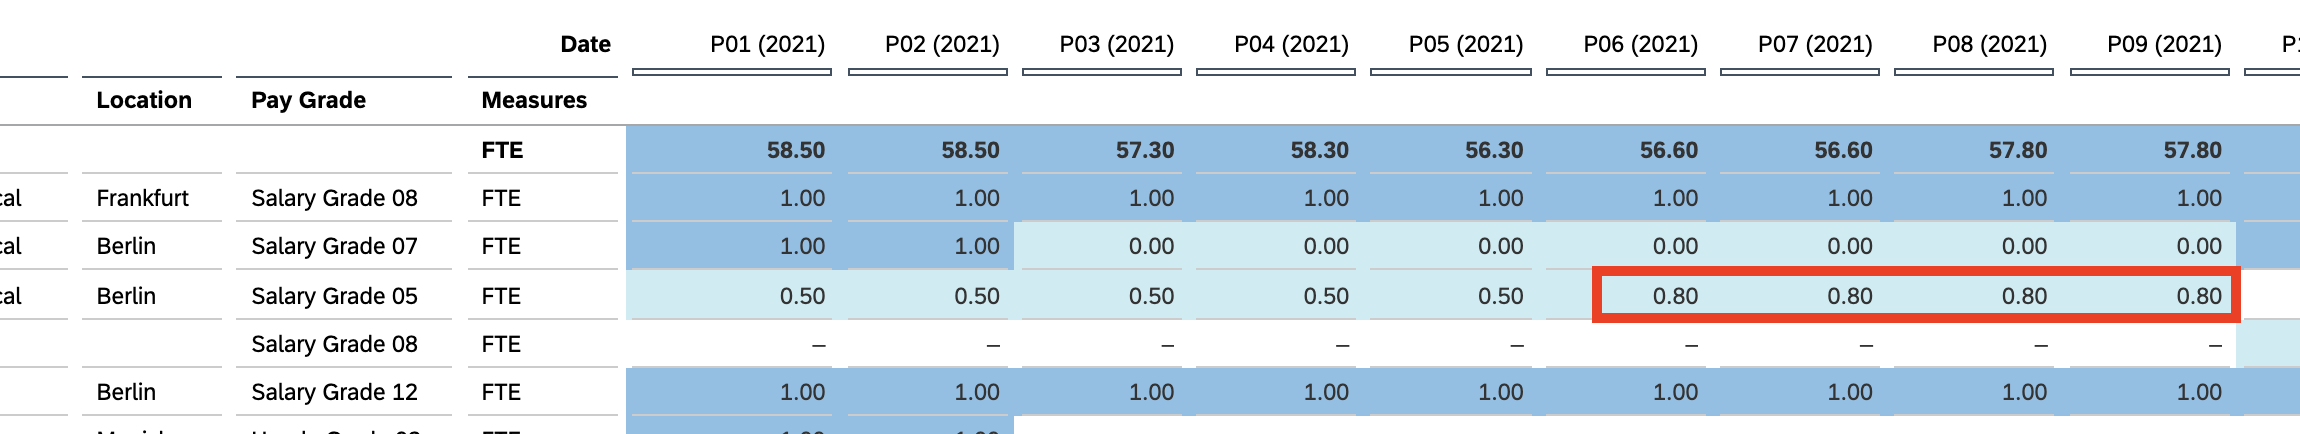 Date P01 (2021) P02 (2021) P03 (2021) P04 (2021) P05 (2021) P06 (2021) P07 (2021) P08 (2021) P09 (2021)
Location Pay Grade Measures
FTE 58.50 58.50 57.30 58.30 56.30 56.60 56.60 57.80 57.80
cal Frankfurt Salary Grade 08 FTE 1.00 1.00 1.00 1.00 1.00 1.00 1.00 1.00 1.00
cal Berlin Salary Grade 07 FTE 1.00 1.00 0.00 0.00 0.00 0.00 0.00 0.00 0.00
cal Berlin Salary Grade 05 FTE 0.50 0.50 0.50 0.50 0.50 0.80 0.80 0.80 0.80
Salary Grade 08 FTE – – – – – – – – –
Berlin Salary Grade 12 FTE 1.00 1.00 1.00 1.00 1.00 1.00 1.00 1.00 1.00